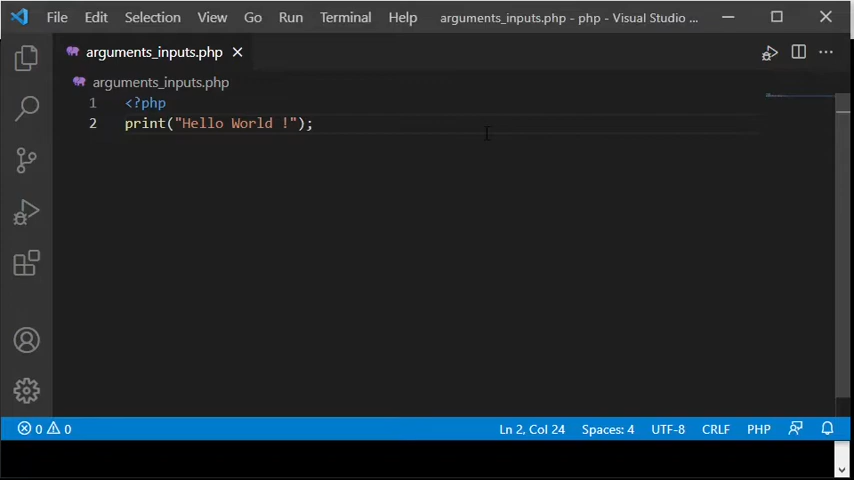 File Edit Selection View Go Run Terminal Help arguments_inputs.php - php - Visual Studio ...
arguments_inputs.php
arguments_inputs.php
1 <?php
2 print("Hello World !");
0 0 Ln 2, Col 24 Spaces: 4 UTF-8 CRLF PHP